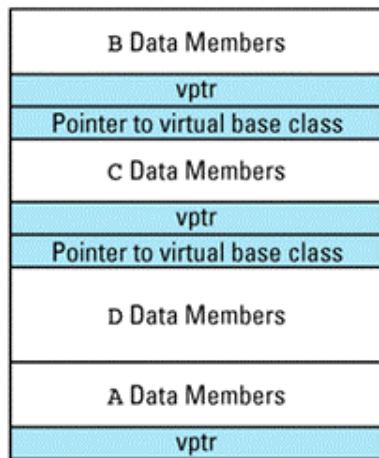 B Data Members
vptr
Pointer to virtual base class
C Data Members
vptr
Pointer to virtual base class
D Data Members
A Data Members
vptr